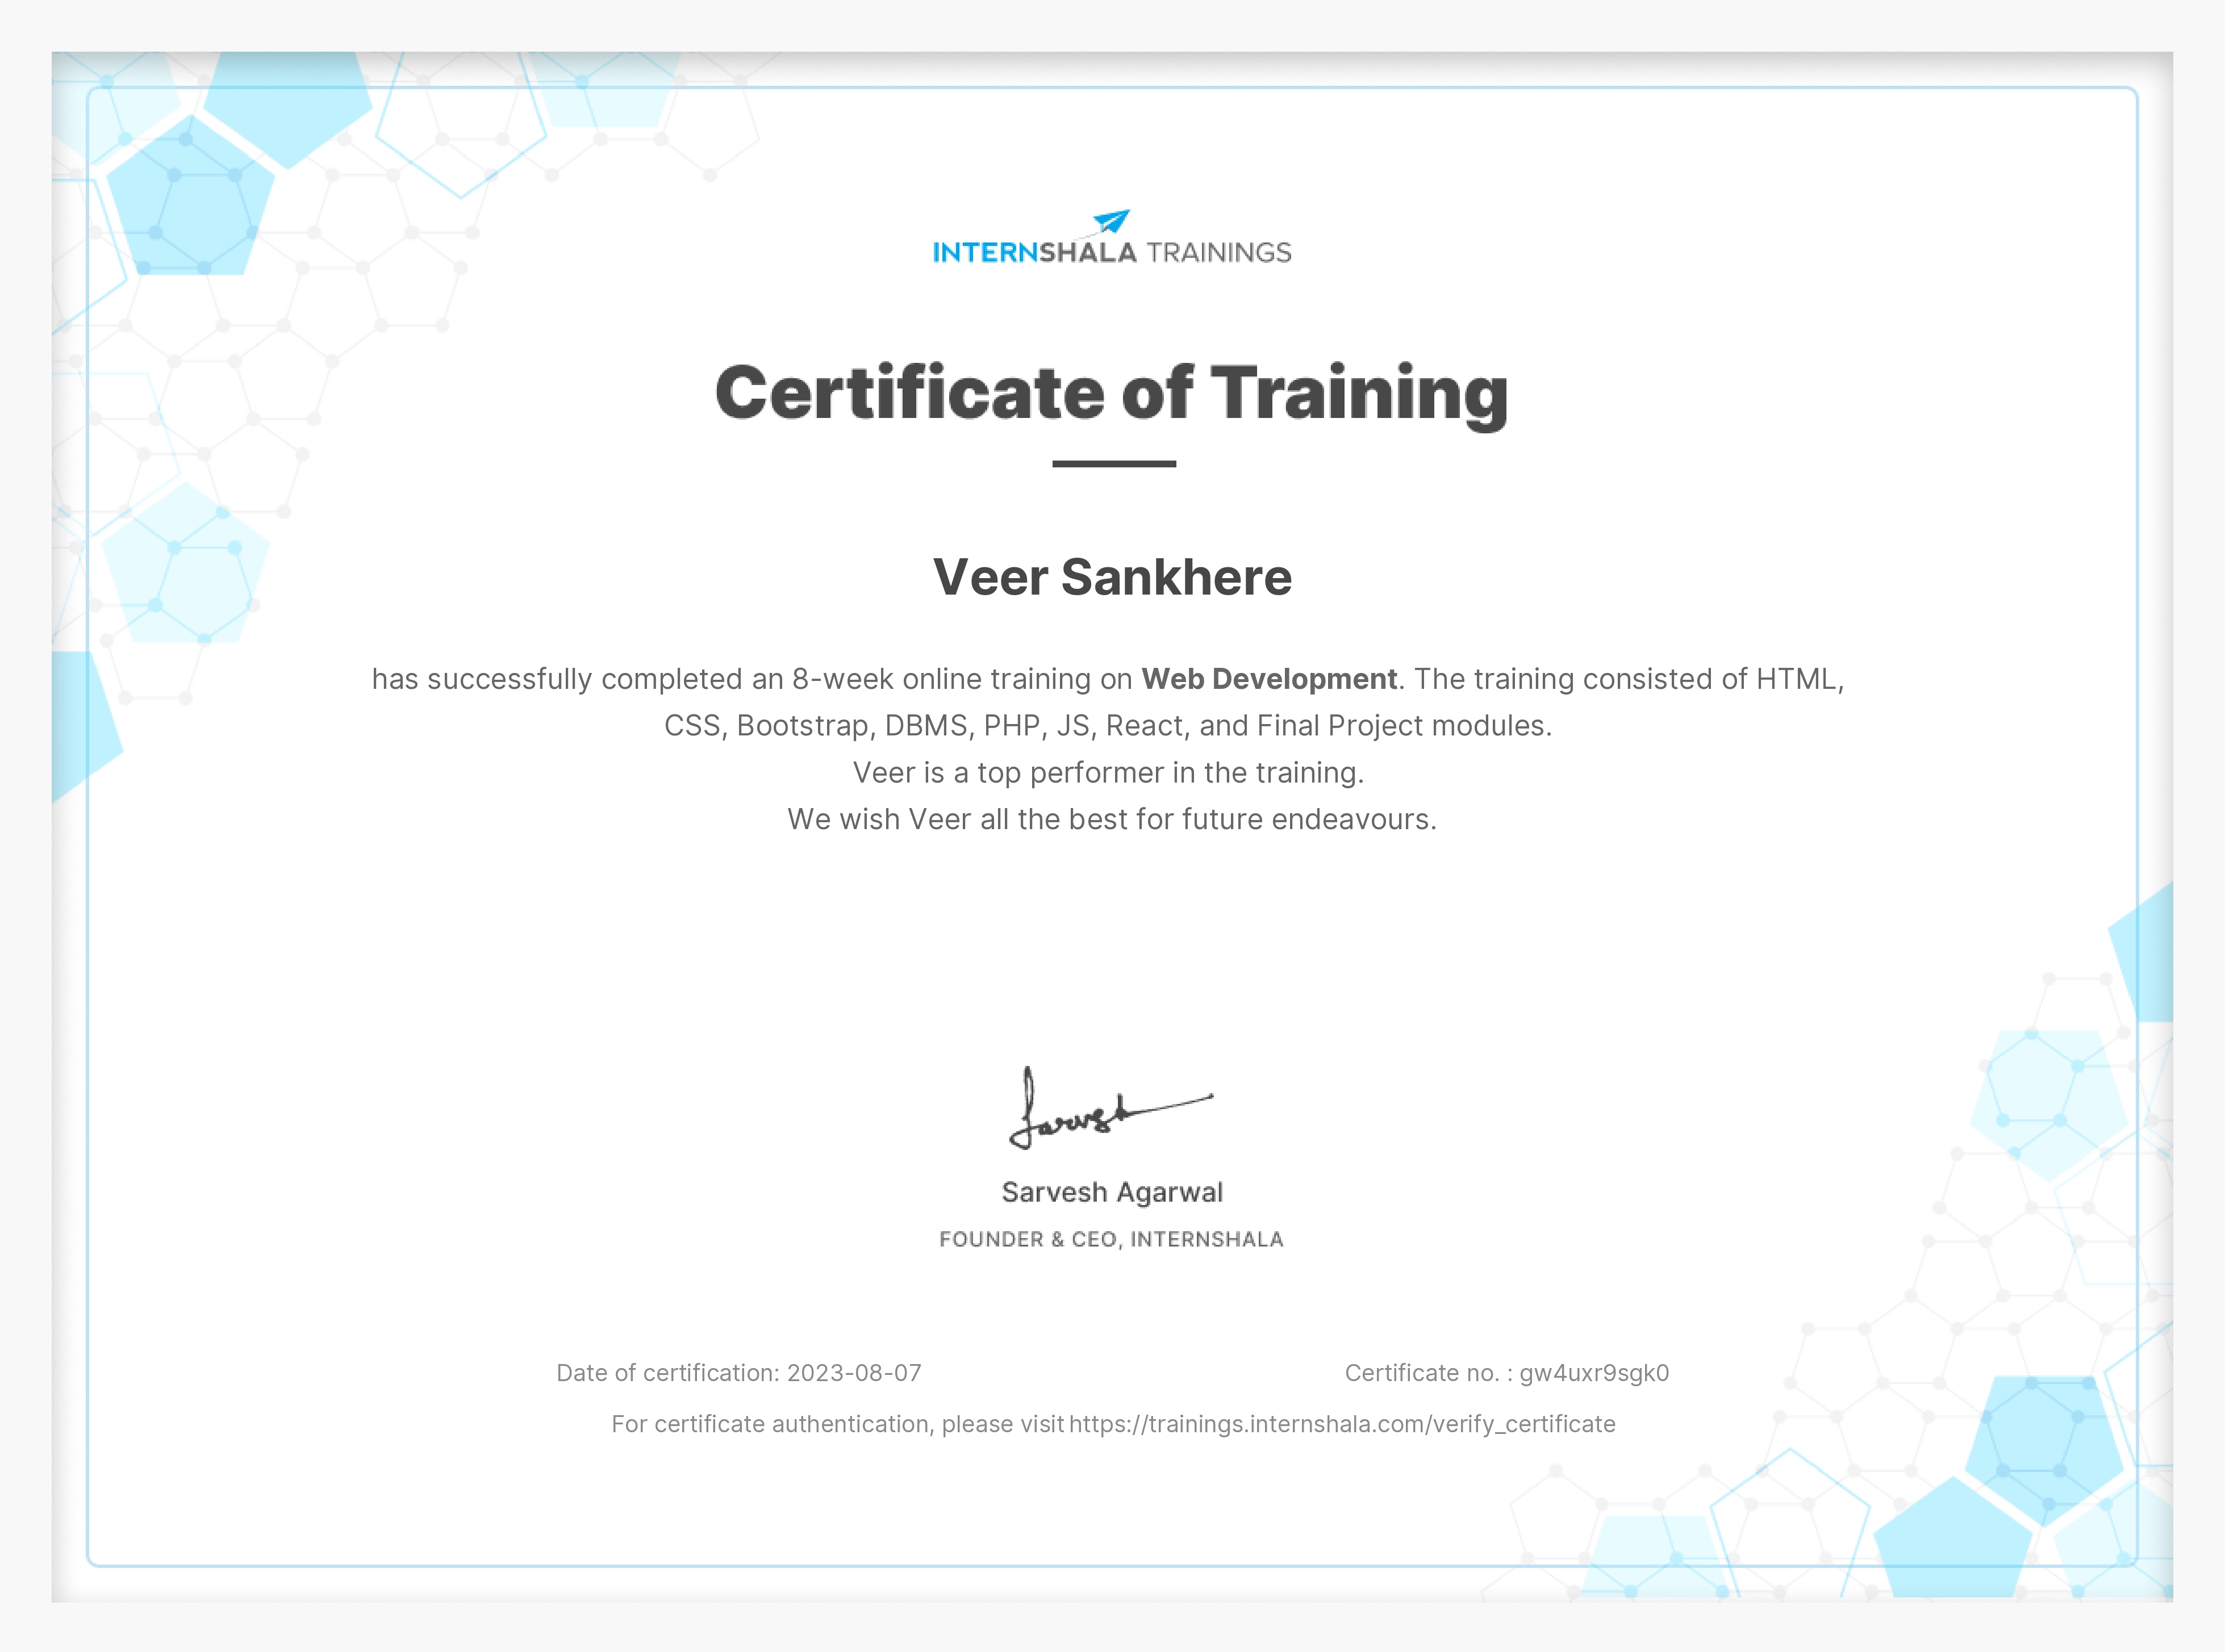 INTERNSHALA TRAININGS
Certificate of Training
Veer Sankhere
has successfully completed an 8-week online training on Web Development. The training consisted of HTML,
CSS, Bootstrap, DBMS, PHP, JS, React, and Final Project modules.
Veer is a top performer in the training.
We wish Veer all the best for future endeavours.
Sarvesh
Sarvesh Agarwal
FOUNDER & CEO, INTERNSHALA
Date of certification: 2023-08-07 Certificate no. : gw4uxr9sgk0
For certificate authentication, please visit https://trainings.internshala.com/verify_certificate